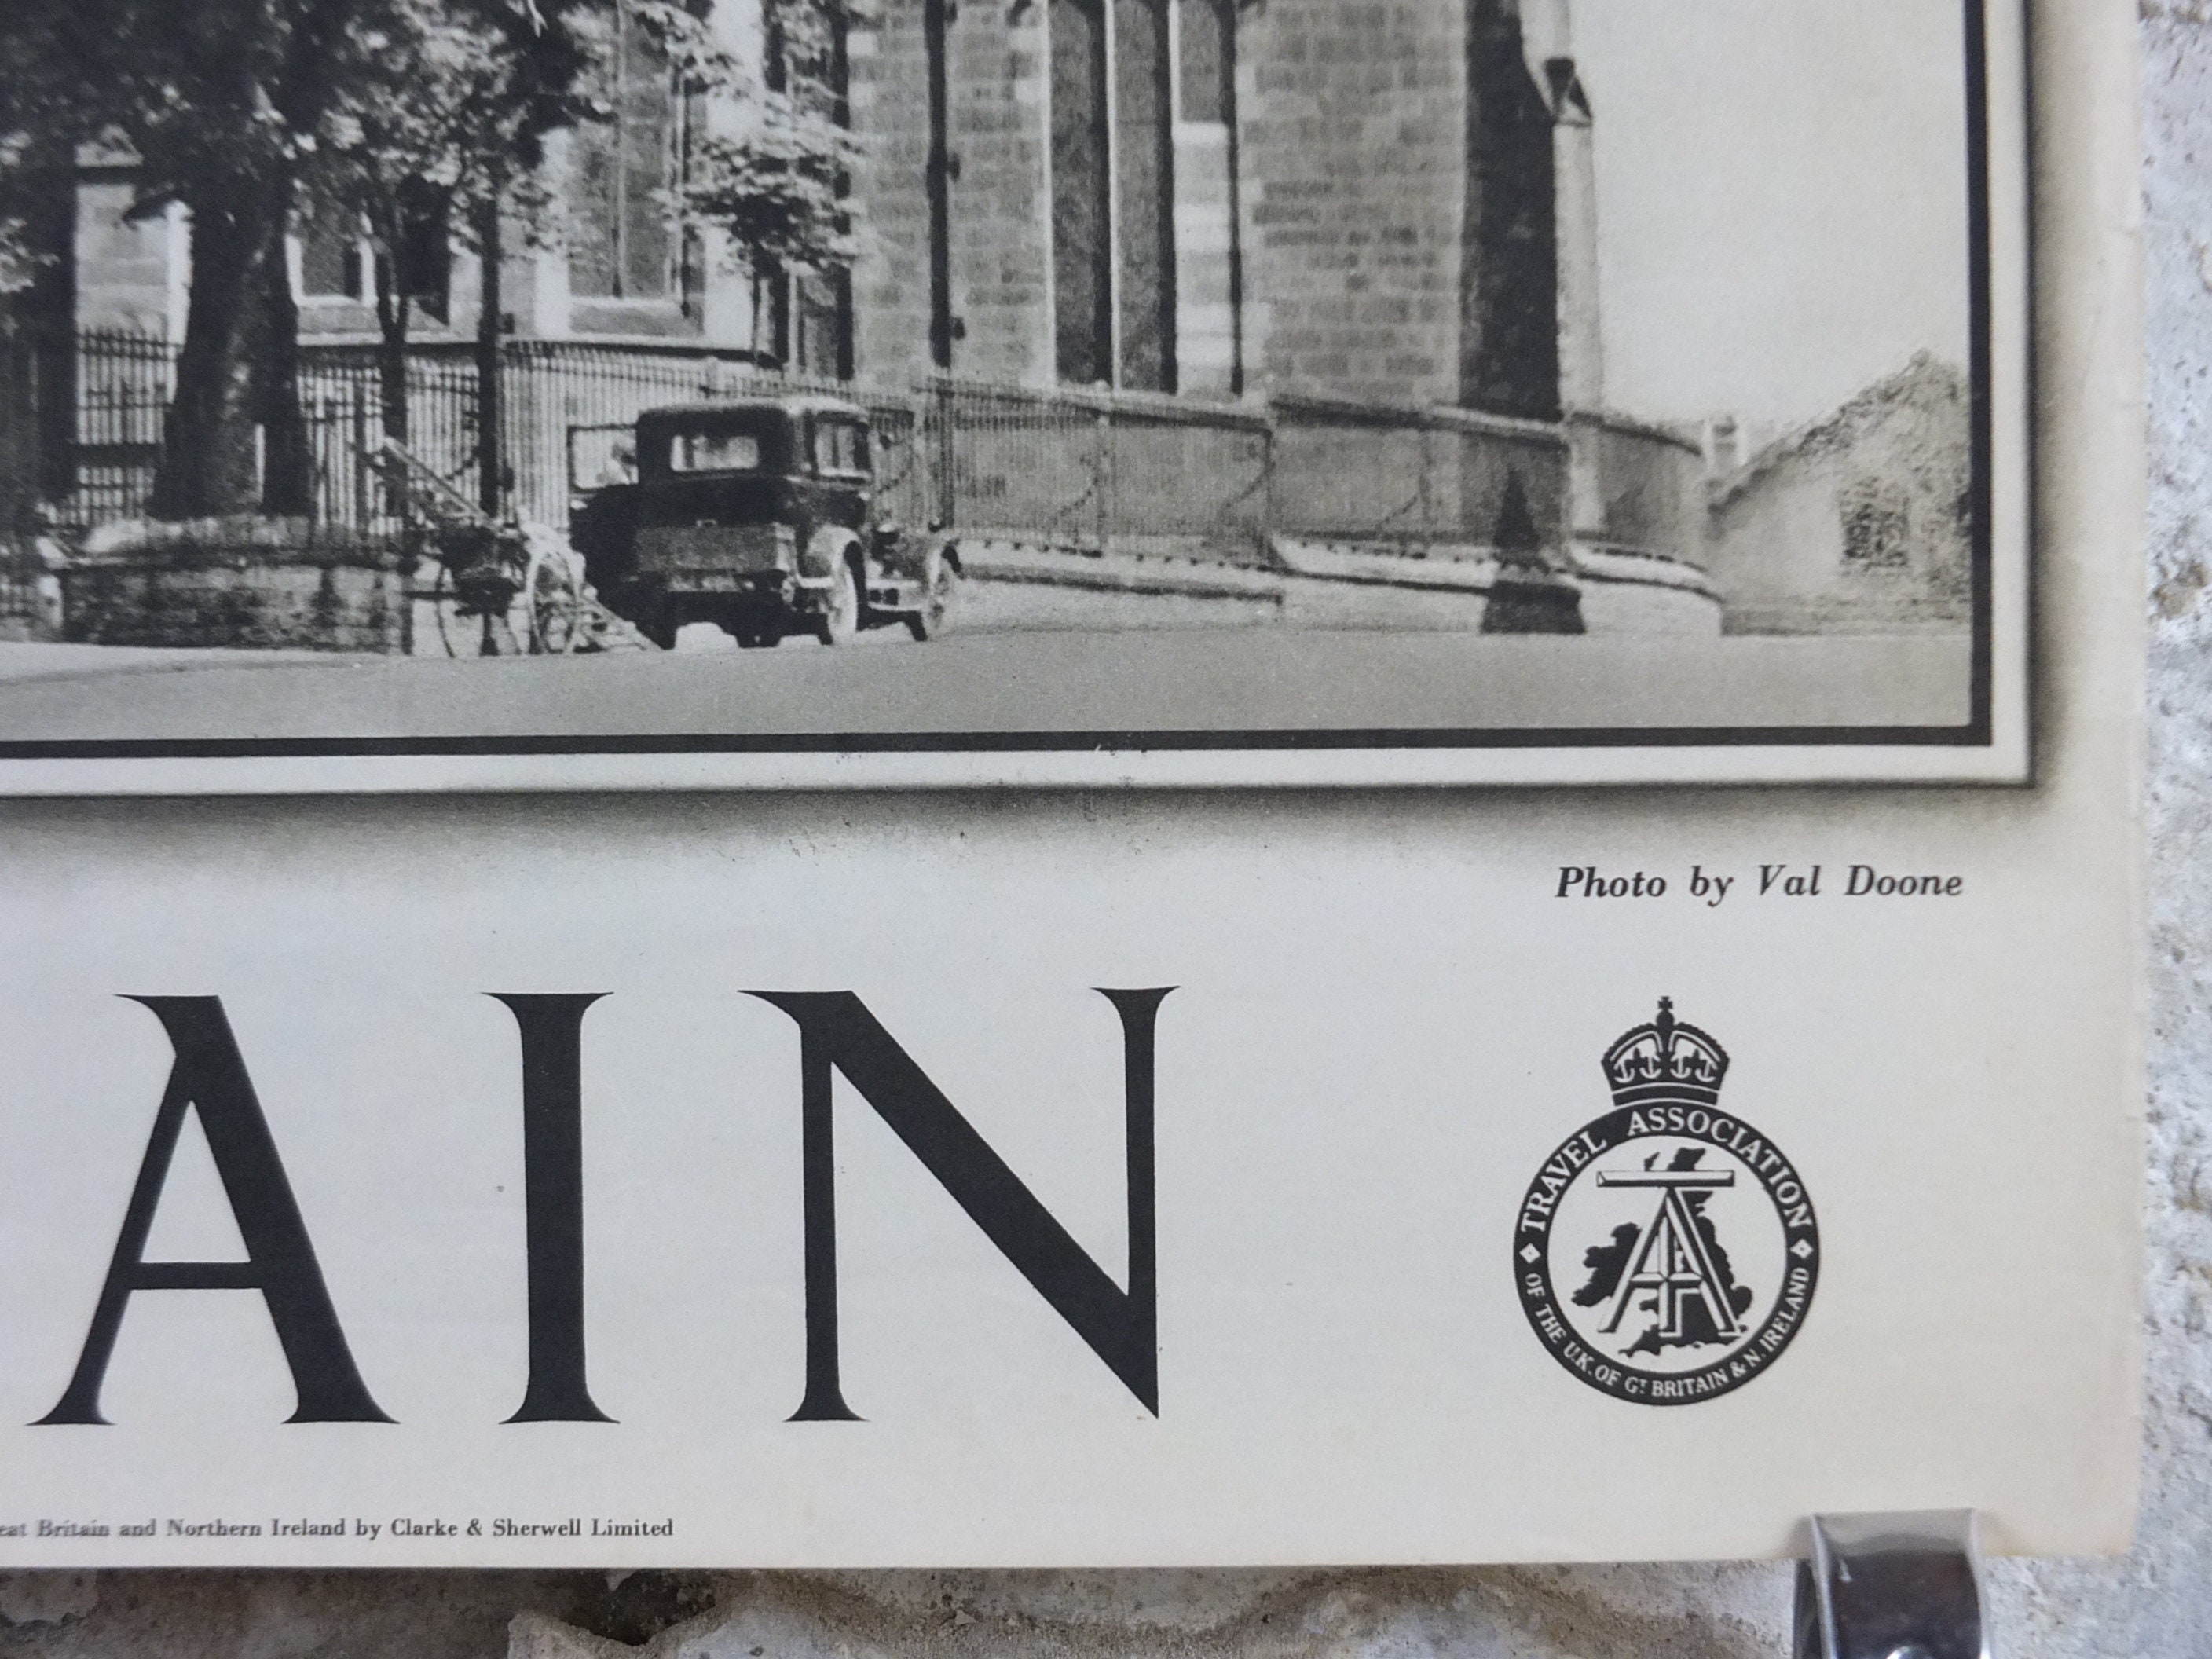 Photo by Val Doone
AIN
TRAVEL ASSOCIATION
OF THE U.K. OF GT BRITAIN & N. IRELAND
TA
eat Britain and Northern Ireland by Clarke & Sherwell Limited